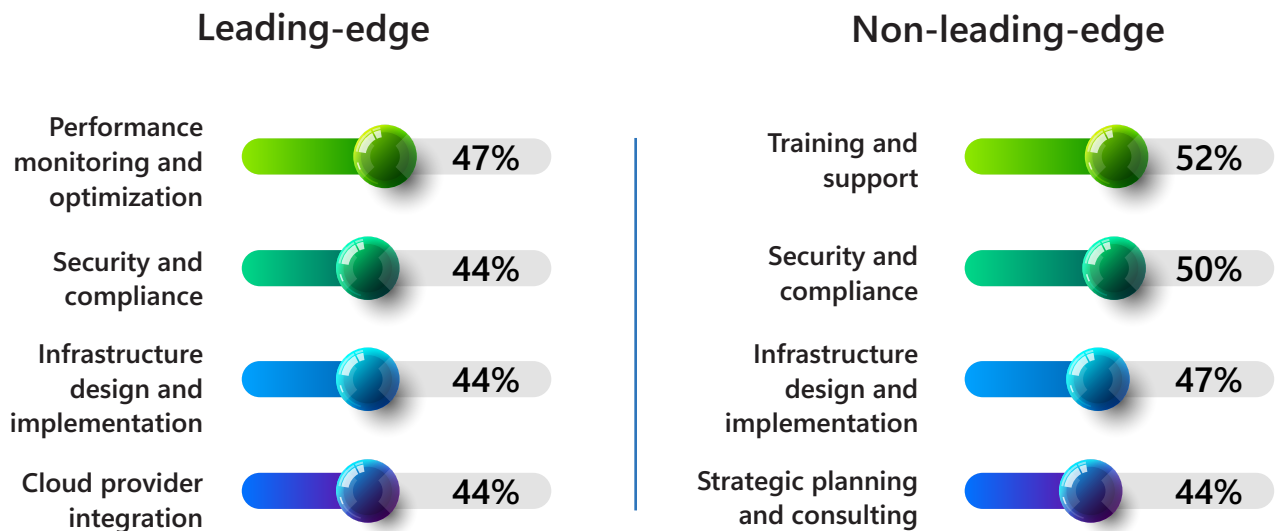 Leading-edge
Performance
monitoring and
optimization
47%
Security and
compliance
44%
Infrastructure
design and
implementation
44%
Cloud provider
integration
44%
Non-leading-edge
Training and
support
52%
Security and
compliance
50%
Infrastructure
design and
implementation
47%
Strategic planning
and consulting
44%